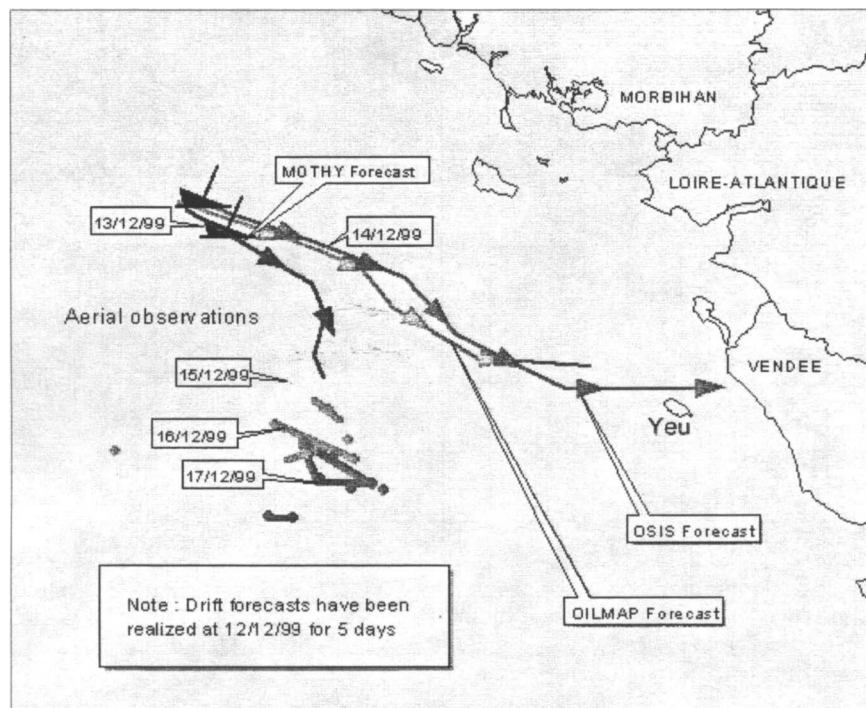 MORBIHAN
MOTHY Forecast
LOIRE-ATLANTIQUE
13/12/99
14/12/99
Aerial observations
15/12/99
VENDEE
16/12/99
Yeu
17/12/99
OSIS Forecast
OILMAP Forecast
Note : Drift forecasts have been
realized at 12/12/99 for 5 days